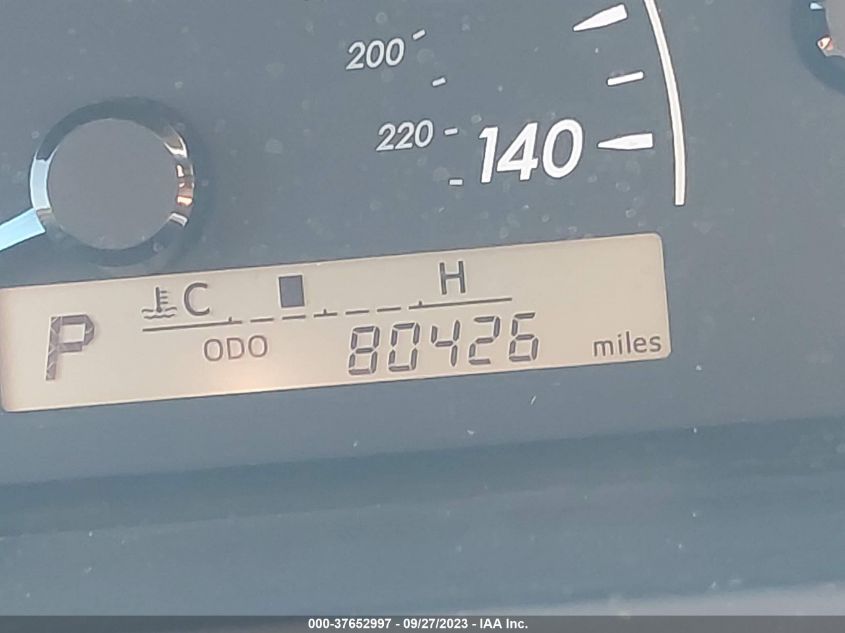 200
220 140
C H
P
ODO 80426 miles
000-37652997 - 09/27/2023 - IAA Inc.